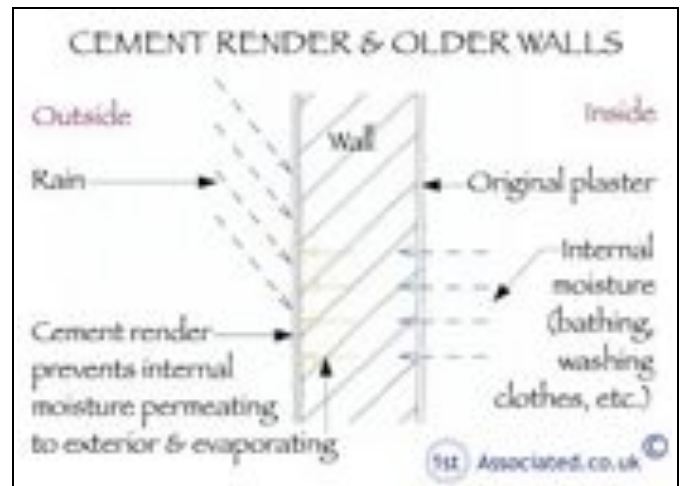 CEMENT RENDER & OLDER WALLS
Outside
Inside
Wall
Rain
Original plaster
Internal
moisture
(bathing,
washing
clothes, etc.)
Cement render
prevents internal
moisture permeating
to exterior & evaporating
1st Associated.co.uk ©